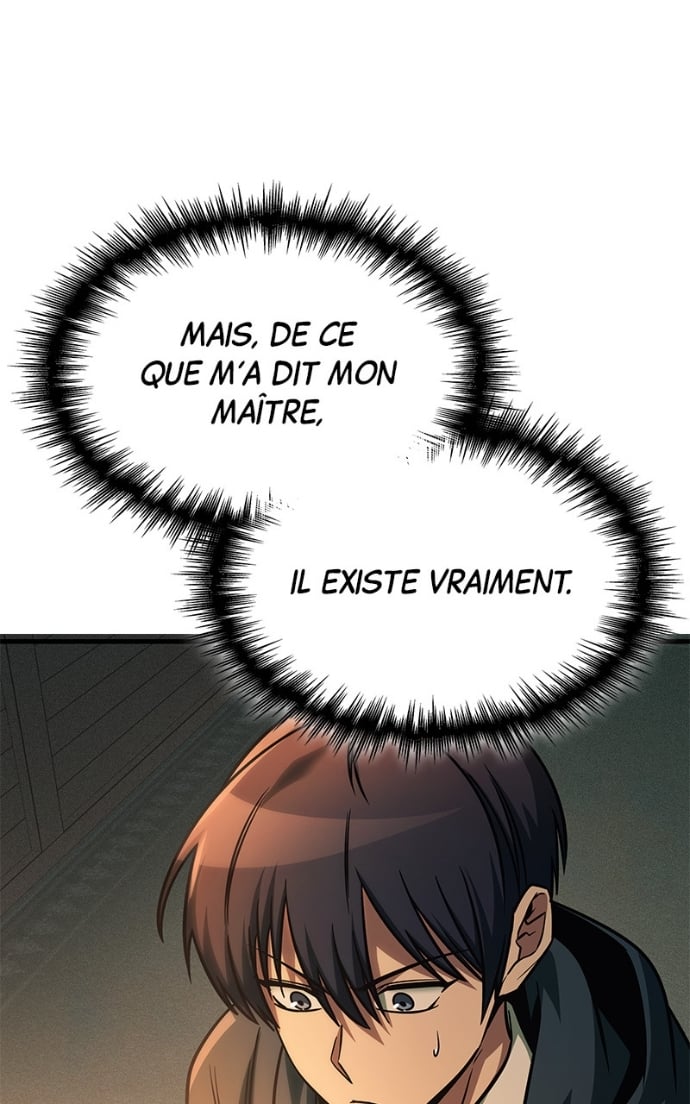 MAIS, DE CE
QUE M'A DIT MON
MAÎTRE,
IL EXISTE VRAIMENT.